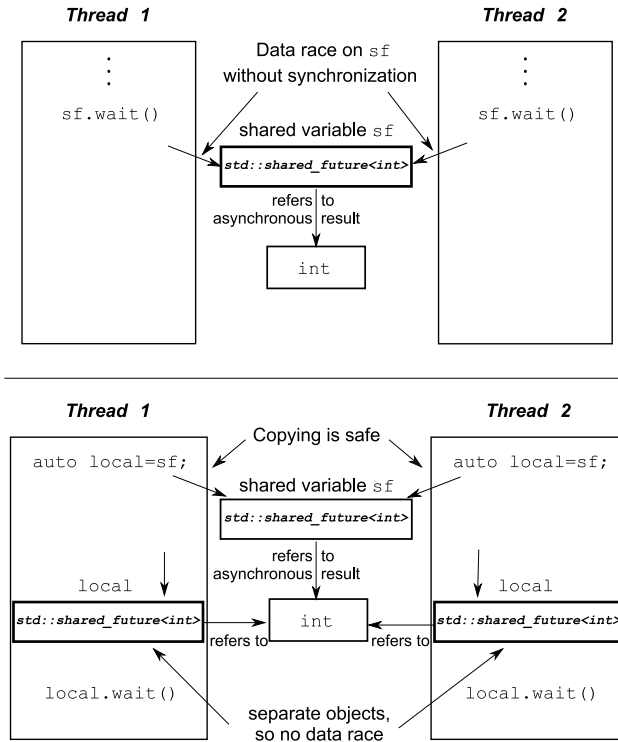 Thread 1
Thread 2
Data race on sf
without synchronization
sf.wait()
sf.wait()
shared variable sf
std::shared_future<int>
refers to
asynchronous result
int
Thread 1
Thread 2
Copying is safe
auto local=sf;
auto local=sf;
shared variable sf
std::shared_future<int>
refers to
asynchronous result
local
local
std::shared_future<int>
int
std::shared_future<int>
refers to
refers to
local.wait()
local.wait()
separate objects,
so no data race